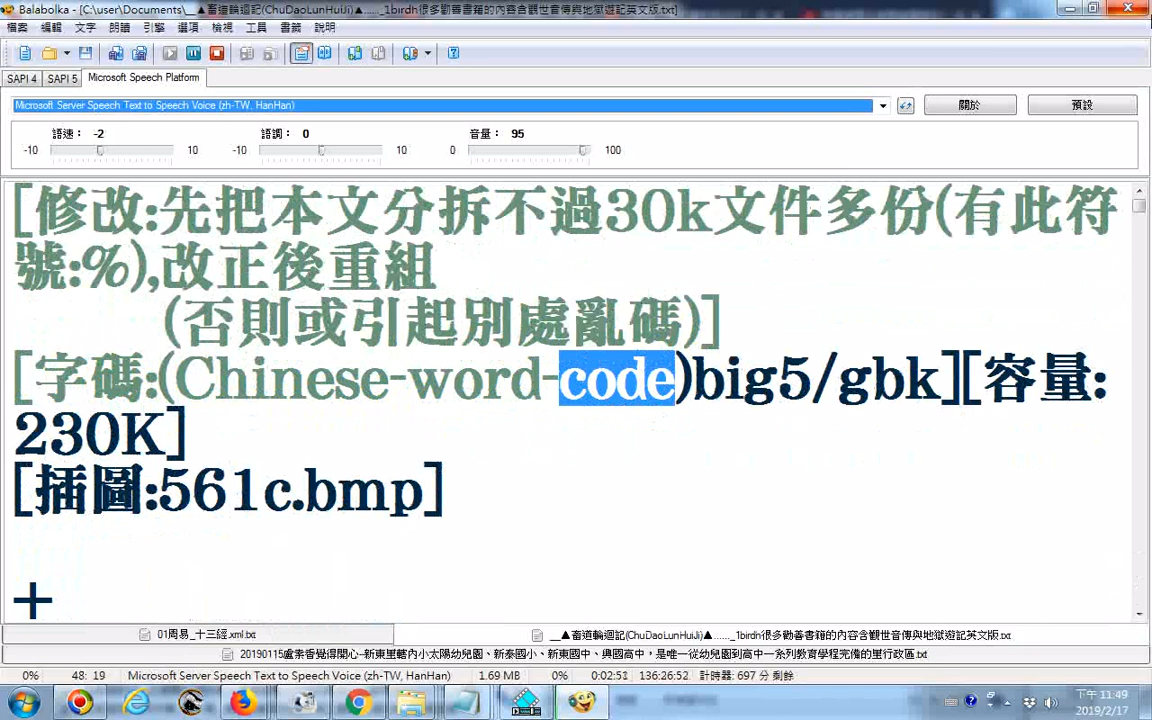 Balabolka - [C:\user\Documents\__▲畜道輪迴記(ChuDaoLunHuiJi)▲......_1birdh很多勸善書籍的內容含觀世音傳與地獄遊記英文版.txt]
檔案 編輯 文字 朗讀 引擎 選項 檢視 工具 書籤 說明
SAPI 4 SAPI 5 Microsoft Speech Platform
Microsoft Server Speech Text to Speech Voice (zh-TW, HanHan)
關於 預設
語速: -2 語調: 0 音量: 95
-10 10 -10 10 0 100
[修改:先把本文分拆不過30k文件多份(有此符
號:%),改正後重組
(否則或引起別處亂碼)]
[字碼:(Chinese-word-code)big5/gbk][容量:
230K]
[插圖:561c.bmp]
+
01周易_十三經.xml.txt __▲畜道輪迴記(ChuDaoLunHuiJi)▲......_1birdh很多勸善書籍的內容含觀世音傳與地獄遊記英文版.txt
20190115盧素香覺得開心-新東里轄內小太陽幼兒園、新泰國小、新東國中、興國高中，是唯一從幼兒園到高中一系列教育學程完備的里行政區.txt
0% 48: 19 Microsoft Server Speech Text to Speech Voice (zh-TW, HanHan) 1.69 MB 0% 0:02:51 136:26:52 計時器: 697 分 剩餘
下午 11:49
2019/2/17